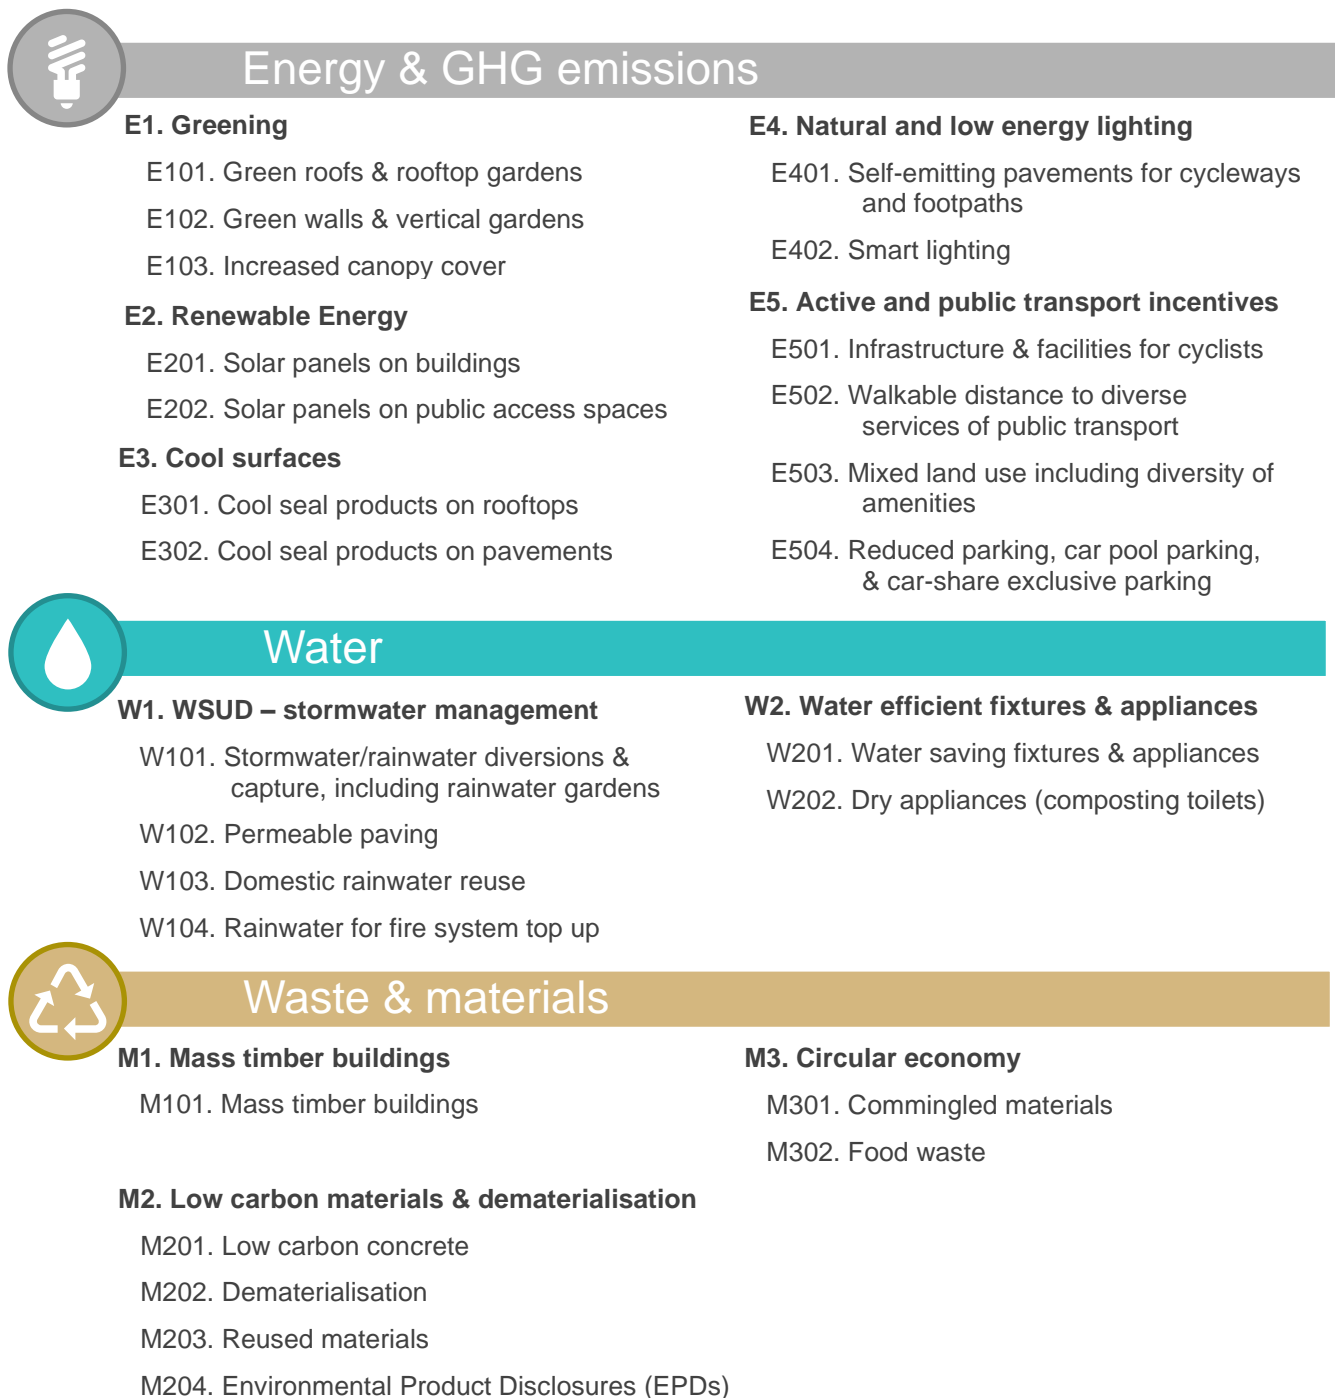 Energy & GHG emissions
E1. Greening
E101. Green roofs & rooftop gardens
E102. Green walls & vertical gardens
E103. Increased canopy cover
E2. Renewable Energy
E201. Solar panels on buildings
E202. Solar panels on public access spaces
E3. Cool surfaces
E301. Cool seal products on rooftops
E302. Cool seal products on pavements
E4. Natural and low energy lighting
E401. Self-emitting pavements for cycleways
and footpaths
E402. Smart lighting
E5. Active and public transport incentives
E501. Infrastructure & facilities for cyclists
E502. Walkable distance to diverse
services of public transport
E503. Mixed land use including diversity of
amenities
E504. Reduced parking, car pool parking,
& car-share exclusive parking
Water
W1. WSUD – stormwater management
W101. Stormwater/rainwater diversions &
capture, including rainwater gardens
W102. Permeable paving
W103. Domestic rainwater reuse
W104. Rainwater for fire system top up
W2. Water efficient fixtures & appliances
W201. Water saving fixtures & appliances
W202. Dry appliances (composting toilets)
Waste & materials
M1. Mass timber buildings
M101. Mass timber buildings
M2. Low carbon materials & dematerialisation
M201. Low carbon concrete
M202. Dematerialisation
M203. Reused materials
M204. Environmental Product Disclosures (EPDs)
M3. Circular economy
M301. Commingled materials
M302. Food waste